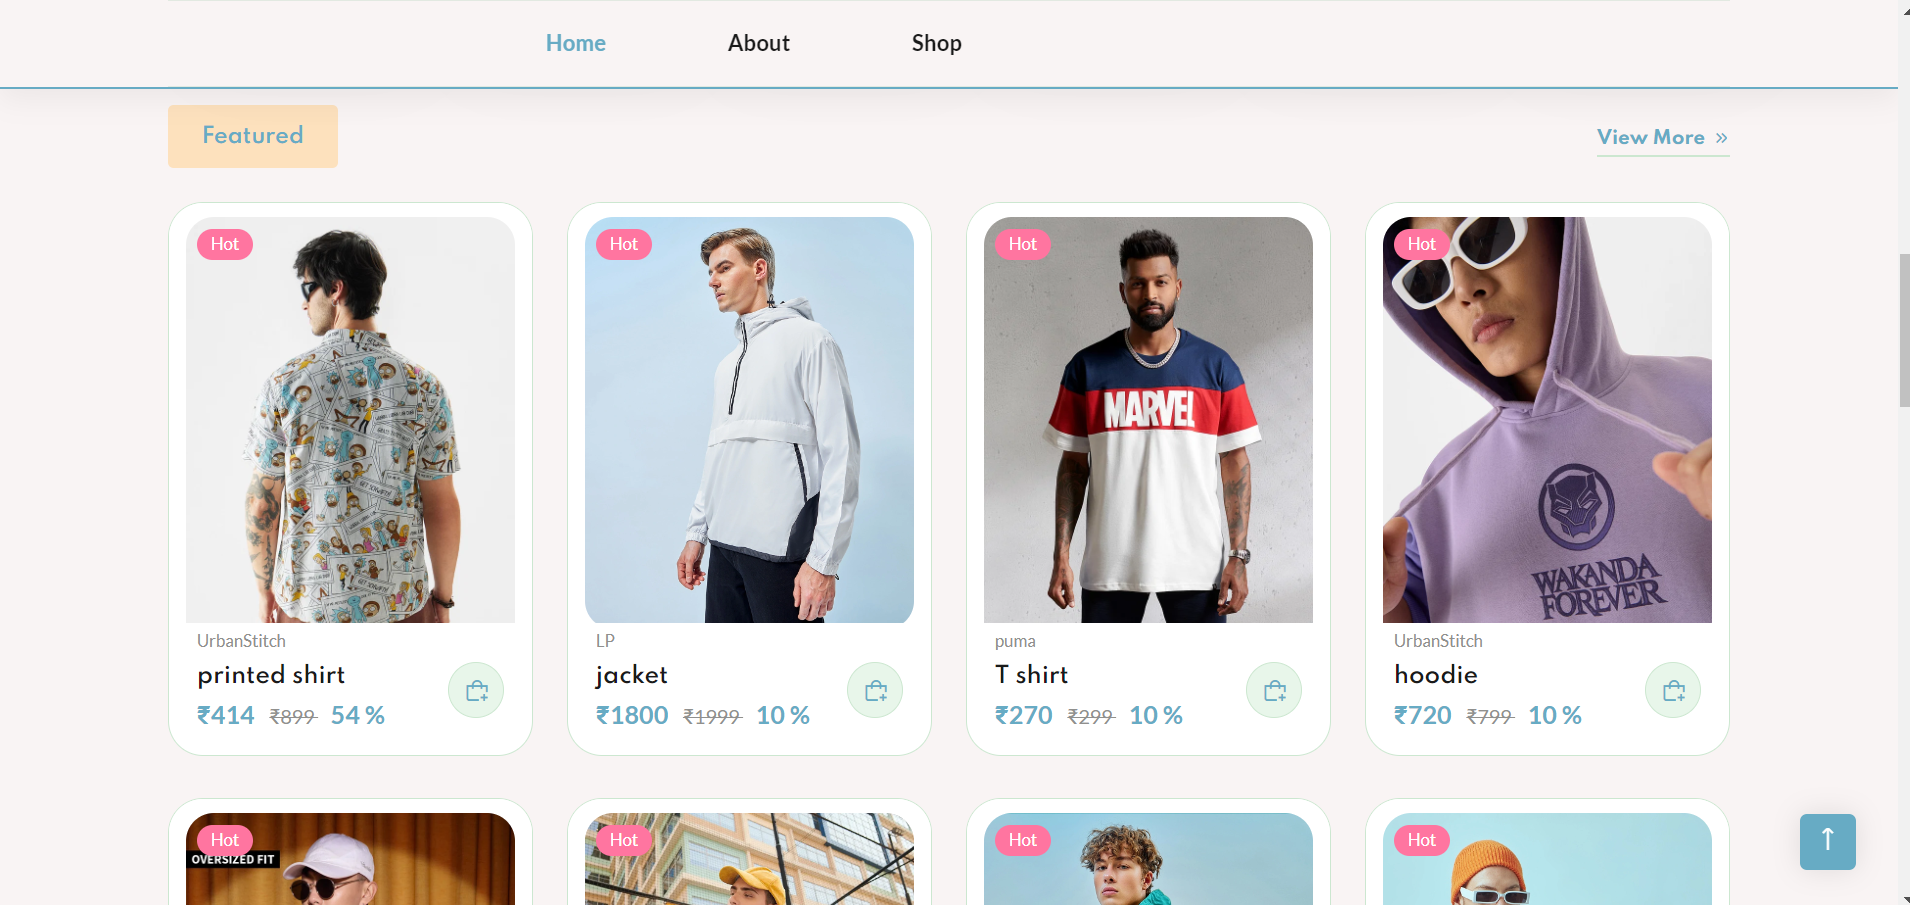 Home About Shop
Featured
View More »
Hot
Hot
Hot
Hot
MARVEL
WAKANDA
FOREVER
UrbanStitch
printed shirt
₹414 ₹899 54 %
LP
jacket
₹1800 ₹1999 10 %
puma
T shirt
₹270 ₹299 10 %
UrbanStitch
hoodie
₹720 ₹799 10 %
Hot
OVERSIZED FIT
Hot
Hot
Hot